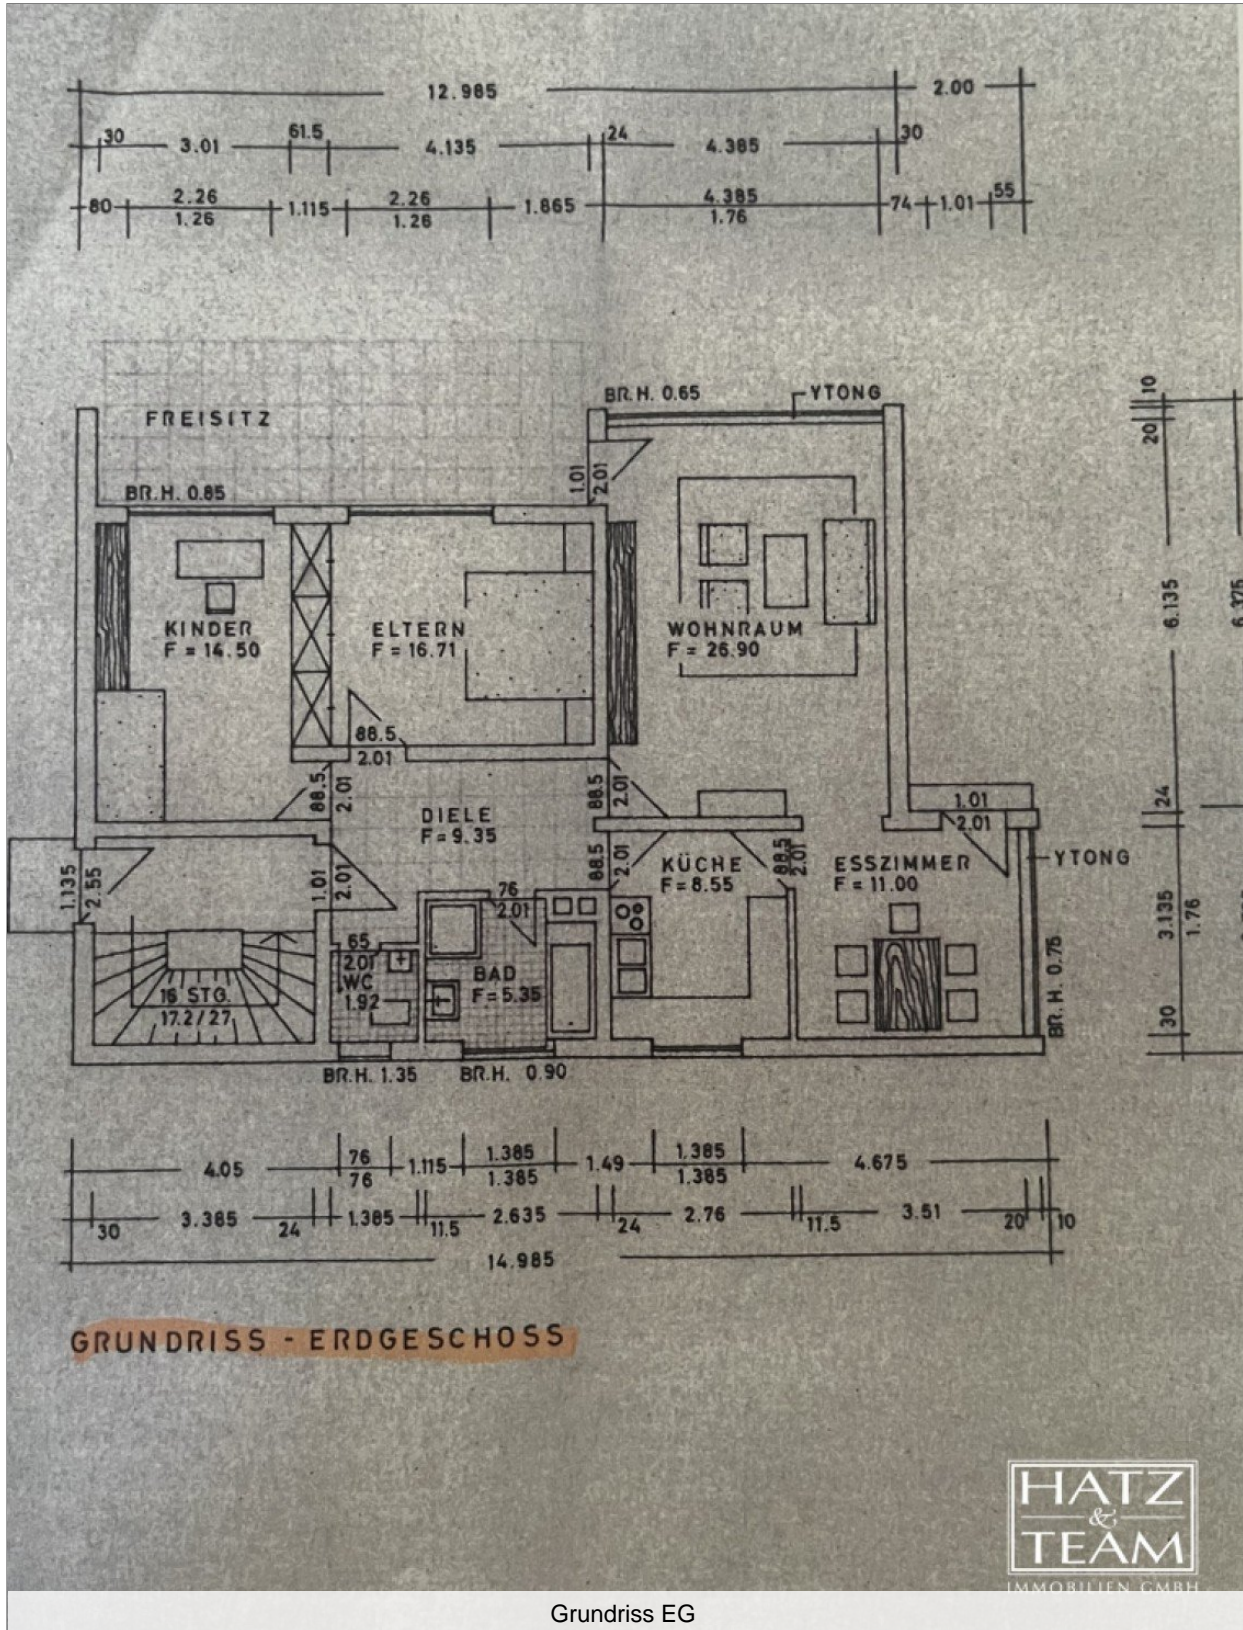 12.985
2.00
30
3.01
61.5
4.135
24
4.385
30
80
2.26
1.26
1.115
2.26
1.26
1.865
4.385
1.76
74
1.01
55
FREISITZ
BR.H. 0.65
YTONG
10
20
BR.H. 0.85
1.01
2.01
KINDER
F = 14.50
ELTERN
F = 16.71
WOHNRAUM
F = 26.90
6.135
88.5
2.01
88.5
2.01
DIELE
F = 9.35
88.5
2.01
1.01
2.01
24
1.135
2.55
1.01
2.01
88.5
2.01
KÜCHE
F = 8.55
88.5
2.01
ESSZIMMER
F = 11.00
YTONG
76
2.01
65
2.01
WC
1.92
BAD
F = 5.35
16 STG.
17.2/27
BR.H. 0.75
3.135
1.76
30
BR.H. 1.35
BR.H. 0.90
4.05
76
76
1.115
1.385
1.385
1.49
1.385
1.385
4.675
30
3.385
24
1.385
11.5
2.635
24
2.76
11.5
3.51
20
10
14.985
GRUNDRISS - ERDGESCHOSS
HATZ
&
TEAM
IMMOBILIEN GMBH
Grundriss EG